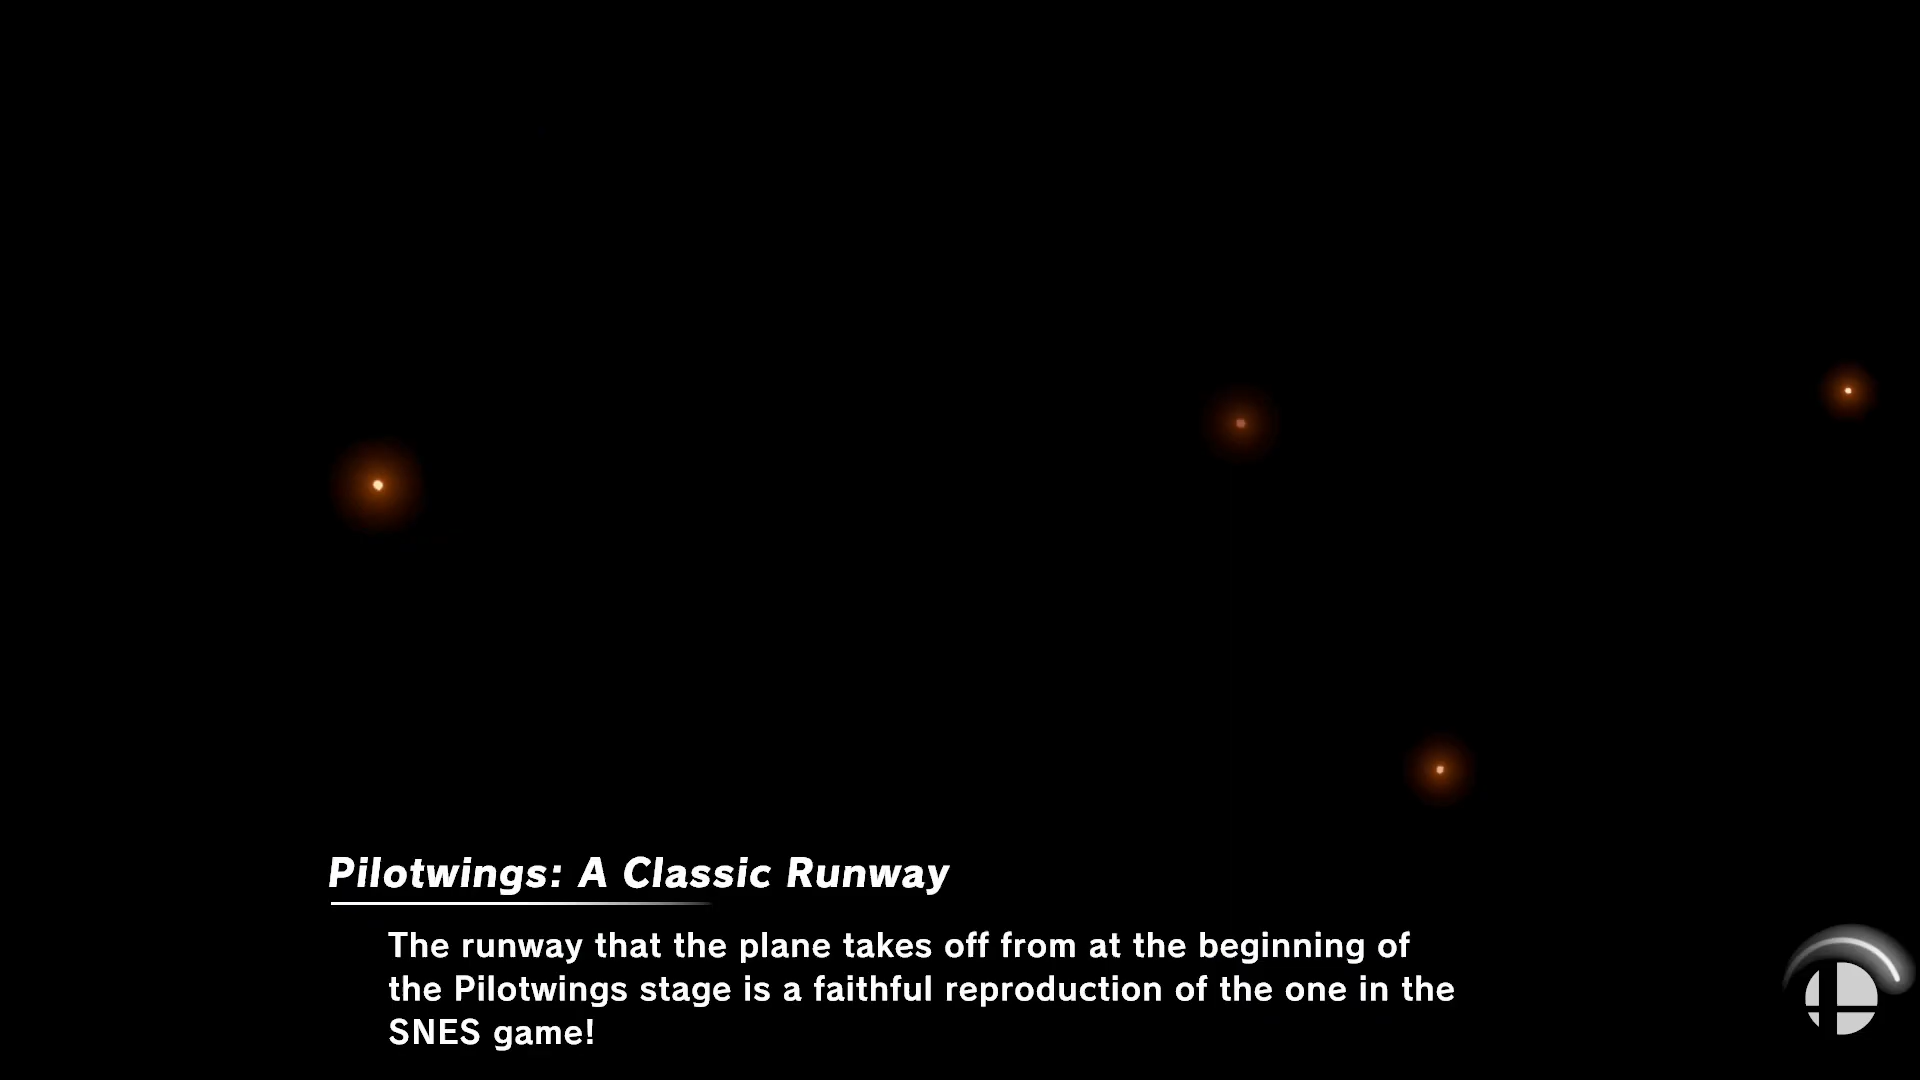 Pilotwings: A Classic Runway
The runway that the plane takes off from at the beginning of
the Pilotwings stage is a faithful reproduction of the one in the
SNES game!